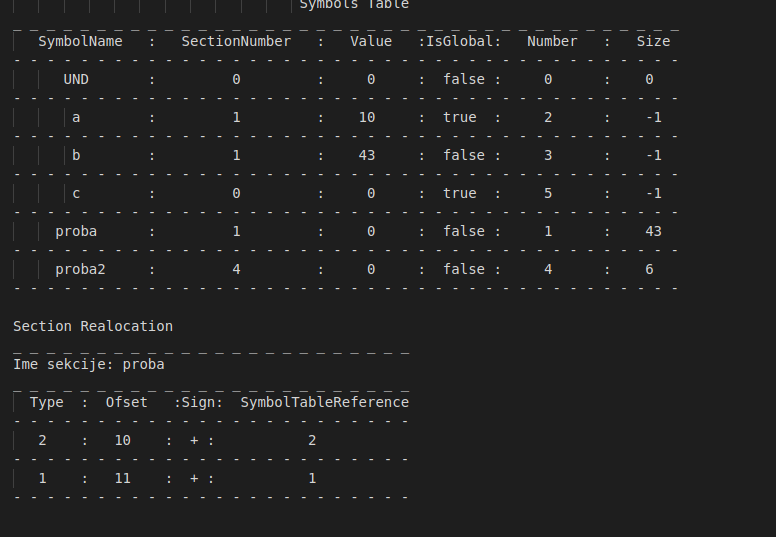 Symbols Table
SymbolName : SectionNumber : Value :IsGlobal: Number : Size
UND : 0 : 0 : false : 0 : 0
a : 1 : 10 : true : 2 : -1
b : 1 : 43 : false : 3 : -1
c : 0 : 0 : true : 5 : -1
proba : 1 : 0 : false : 1 : 43
proba2 : 4 : 0 : false : 4 : 6
Section Realocation
Ime sekcije: proba
Type : Ofset :Sign: SymbolTableReference
2 : 10 : + : 2
1 : 11 : + : 1